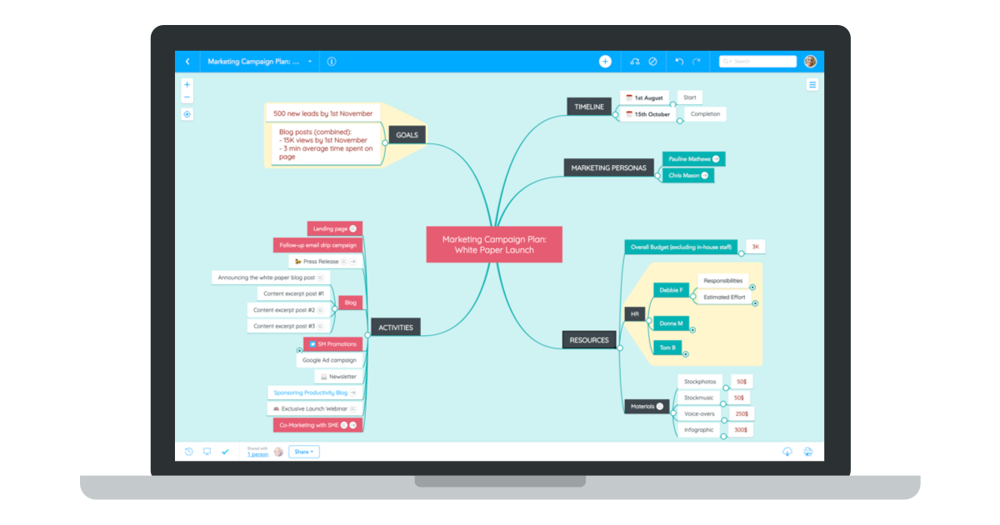 Marketing Campaign Plan: ...
Search
500 new leads by 1st November
Blog posts (combined):
- 15K views by 1st November
- 3 min average time spent on
page
GOALS
TIMELINE
1st August
Start
15th October
Completion
MARKETING PERSONAS
Pauline Mathews
Chris Mason
Marketing Campaign Plan:
White Paper Launch
Landing page
Follow-up email drip campaign
Press Release
Announcing the white paper blog post
Content excerpt post #1
Content excerpt post #2
Content excerpt post #3
Blog
ACTIVITIES
SM Promotions
Google Ad campaign
Newsletter
Sponsoring Productivity Blog
Exclusive Launch Webinar
Co-Marketing with SME
Overall Budget (excluding in-house staff)
3K
HR
Debbie F
Responsibilities
Estimated Effort
Donna M
Tom B
RESOURCES
Materials
Stockphotos
50$
Stockmusic
50$
Voice-overs
250$
Infographic
300$
Shared with
1 person
Share